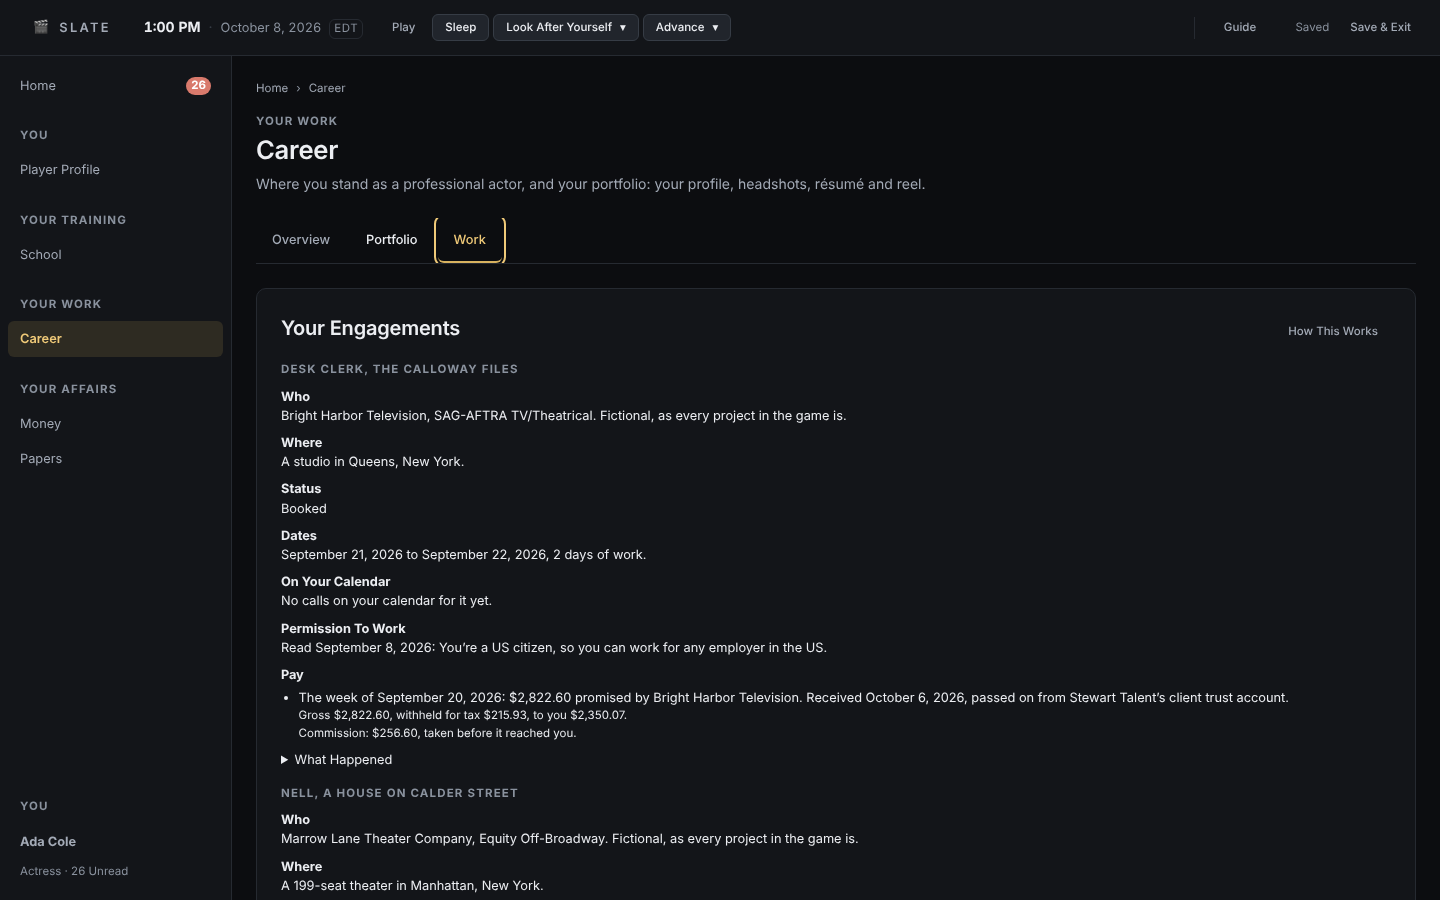 SLATE
1:00 PM · October 8, 2026 EDT
Play
Sleep
Look After Yourself ▾
Advance ▾
Guide
Saved
Save & Exit
Home
26
YOU
Player Profile
YOUR TRAINING
School
YOUR WORK
Career
YOUR AFFAIRS
Money
Papers
YOU
Ada Cole
Actress · 26 Unread
Home › Career
YOUR WORK
Career
Where you stand as a professional actor, and your portfolio: your profile, headshots, résumé and reel.
Overview
Portfolio
Work
Your Engagements
How This Works
DESK CLERK, THE CALLOWAY FILES
Who
Bright Harbor Television, SAG-AFTRA TV/Theatrical. Fictional, as every project in the game is.
Where
A studio in Queens, New York.
Status
Booked
Dates
September 21, 2026 to September 22, 2026, 2 days of work.
On Your Calendar
No calls on your calendar for it yet.
Permission To Work
Read September 8, 2026: You’re a US citizen, so you can work for any employer in the US.
Pay
• The week of September 20, 2026: $2,822.60 promised by Bright Harbor Television. Received October 6, 2026, passed on from Stewart Talent’s client trust account.
Gross $2,822.60, withheld for tax $215.93, to you $2,350.07.
Commission: $256.60, taken before it reached you.
▶ What Happened
NELL, A HOUSE ON CALDER STREET
Who
Marrow Lane Theater Company, Equity Off-Broadway. Fictional, as every project in the game is.
Where
A 199-seat theater in Manhattan, New York.